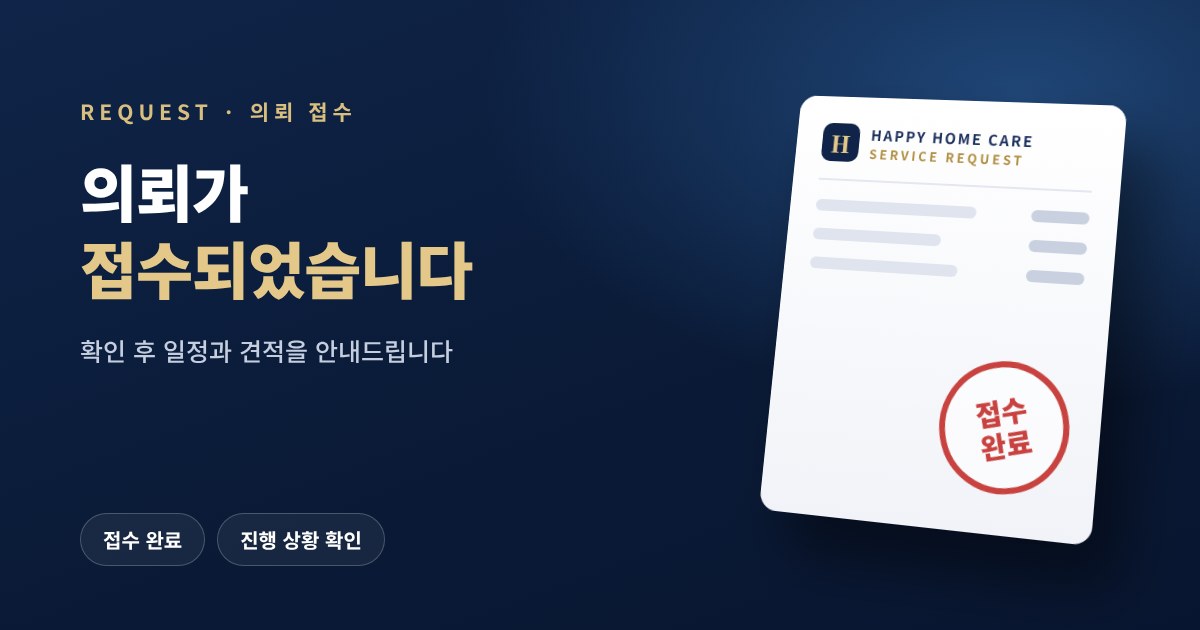 REQUEST · 의뢰 접수
의뢰가
접수되었습니다
확인 후 일정과 견적을 안내드립니다
접수 완료
진행 상황 확인
H
HAPPY HOME CARE
SERVICE REQUEST
접수
완료